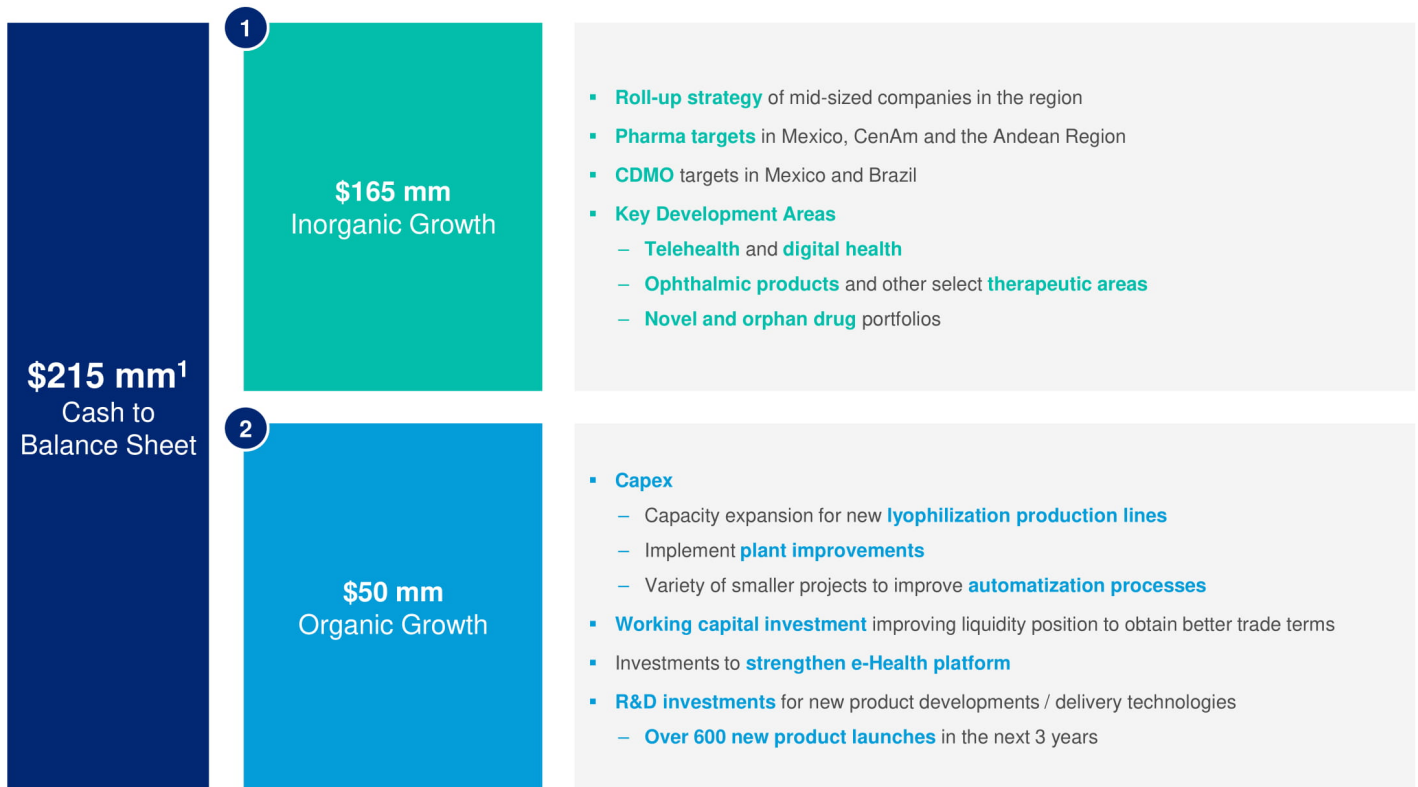 $215 mm¹
Cash to
Balance Sheet
1
$165 mm
Inorganic Growth
▪ Roll-up strategy of mid-sized companies in the region
▪ Pharma targets in Mexico, CenAm and the Andean Region
▪ CDMO targets in Mexico and Brazil
▪ Key Development Areas
– Telehealth and digital health
– Ophthalmic products and other select therapeutic areas
– Novel and orphan drug portfolios
2
$50 mm
Organic Growth
▪ Capex
– Capacity expansion for new lyophilization production lines
– Implement plant improvements
– Variety of smaller projects to improve automatization processes
▪ Working capital investment improving liquidity position to obtain better trade terms
▪ Investments to strengthen e-Health platform
▪ R&D investments for new product developments / delivery technologies
– Over 600 new product launches in the next 3 years